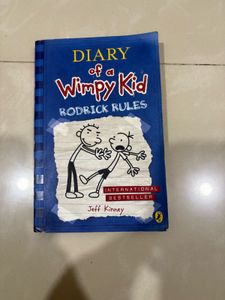 DIARY
of a
Wimpy Kid
RODRICK RULES
INTERNATIONAL
BESTSELLER
Jeff Kinney